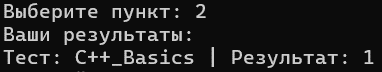 Выберите пункт: 2
Ваши результаты:
Тест: C++_Basics | Результат: 1